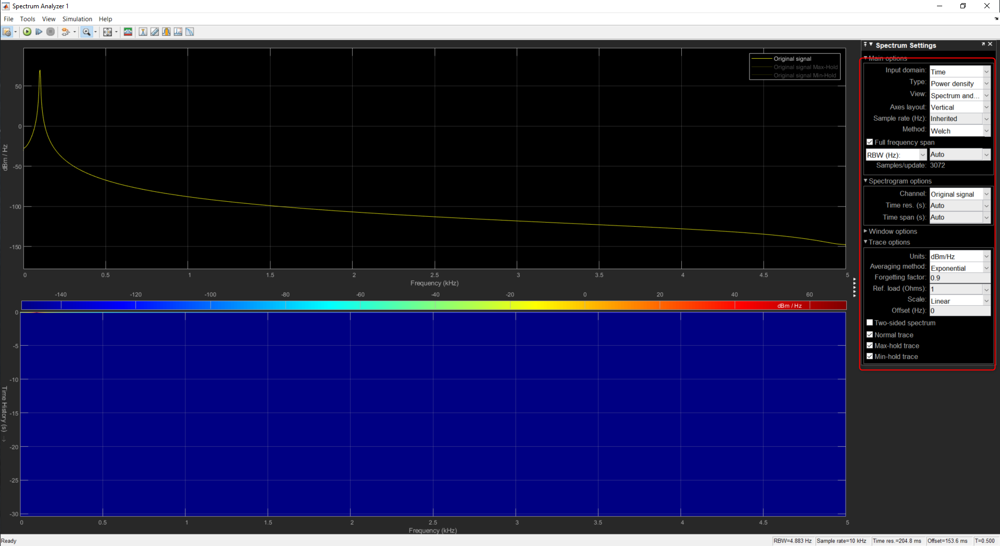 Spectrum Analyzer 1
File Tools View Simulation Help
Original signal
Original signal Max-Hold
Original signal Min-Hold
50
0
-50
-100
-150
dBm / Hz
0 0.5 1 1.5 2 2.5 3 3.5 4 4.5 5
Frequency (kHz)
-140 -120 -100 -80 -60 -40 -20 0 20 40 60
dBm / Hz
0
-5
-10
-15
-20
-25
-30
Time History (s) →
0 0.5 1 1.5 2 2.5 3 3.5 4 4.5 5
Frequency (kHz)
Spectrum Settings
Main options
Input domain: Time
Type: Power density
View: Spectrum and...
Axes layout: Vertical
Sample rate (Hz): Inherited
Method: Welch
Full frequency span
RBW (Hz): Auto
Samples/update: 3072
Spectrogram options
Channel: Original signal
Time res. (s): Auto
Time span (s): Auto
Window options
Trace options
Units: dBm/Hz
Averaging method: Exponential
Forgetting factor: 0.9
Ref. load (Ohms): 1
Scale: Linear
Offset (Hz): 0
Two-sided spectrum
Normal trace
Max-hold trace
Min-hold trace
Ready
RBW=4.883 Hz Sample rate=10 kHz Time res.=204.8 ms Offset=153.6 ms T=0.500